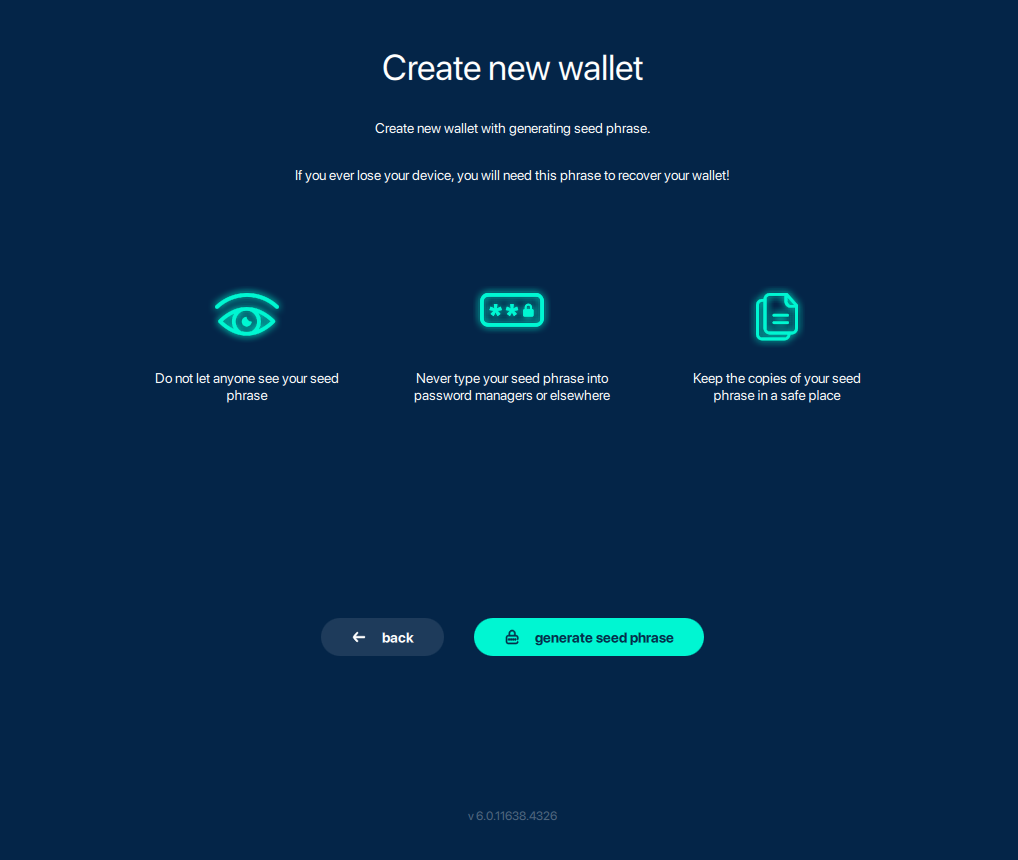 Create new wallet
Create new wallet with generating seed phrase.
If you ever lose your device, you will need this phrase to recover your wallet!
Do not let anyone see your seed
phrase
Never type your seed phrase into
password managers or elsewhere
Keep the copies of your seed
phrase in a safe place
back
generate seed phrase
v 6.0.11638.4326